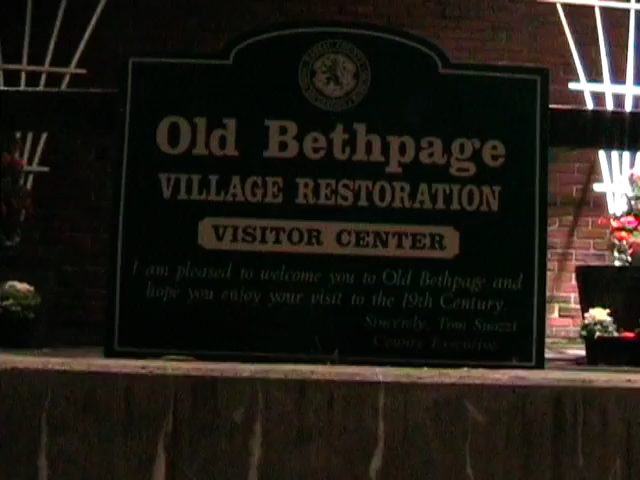 Old Bethpage
VILLAGE RESTORATION
VISITOR CENTER
I am pleased to welcome you to Old Bethpage and
hope you enjoy your visit to the 19th Century.
Sincerely, Tom Suozzi
County Executive